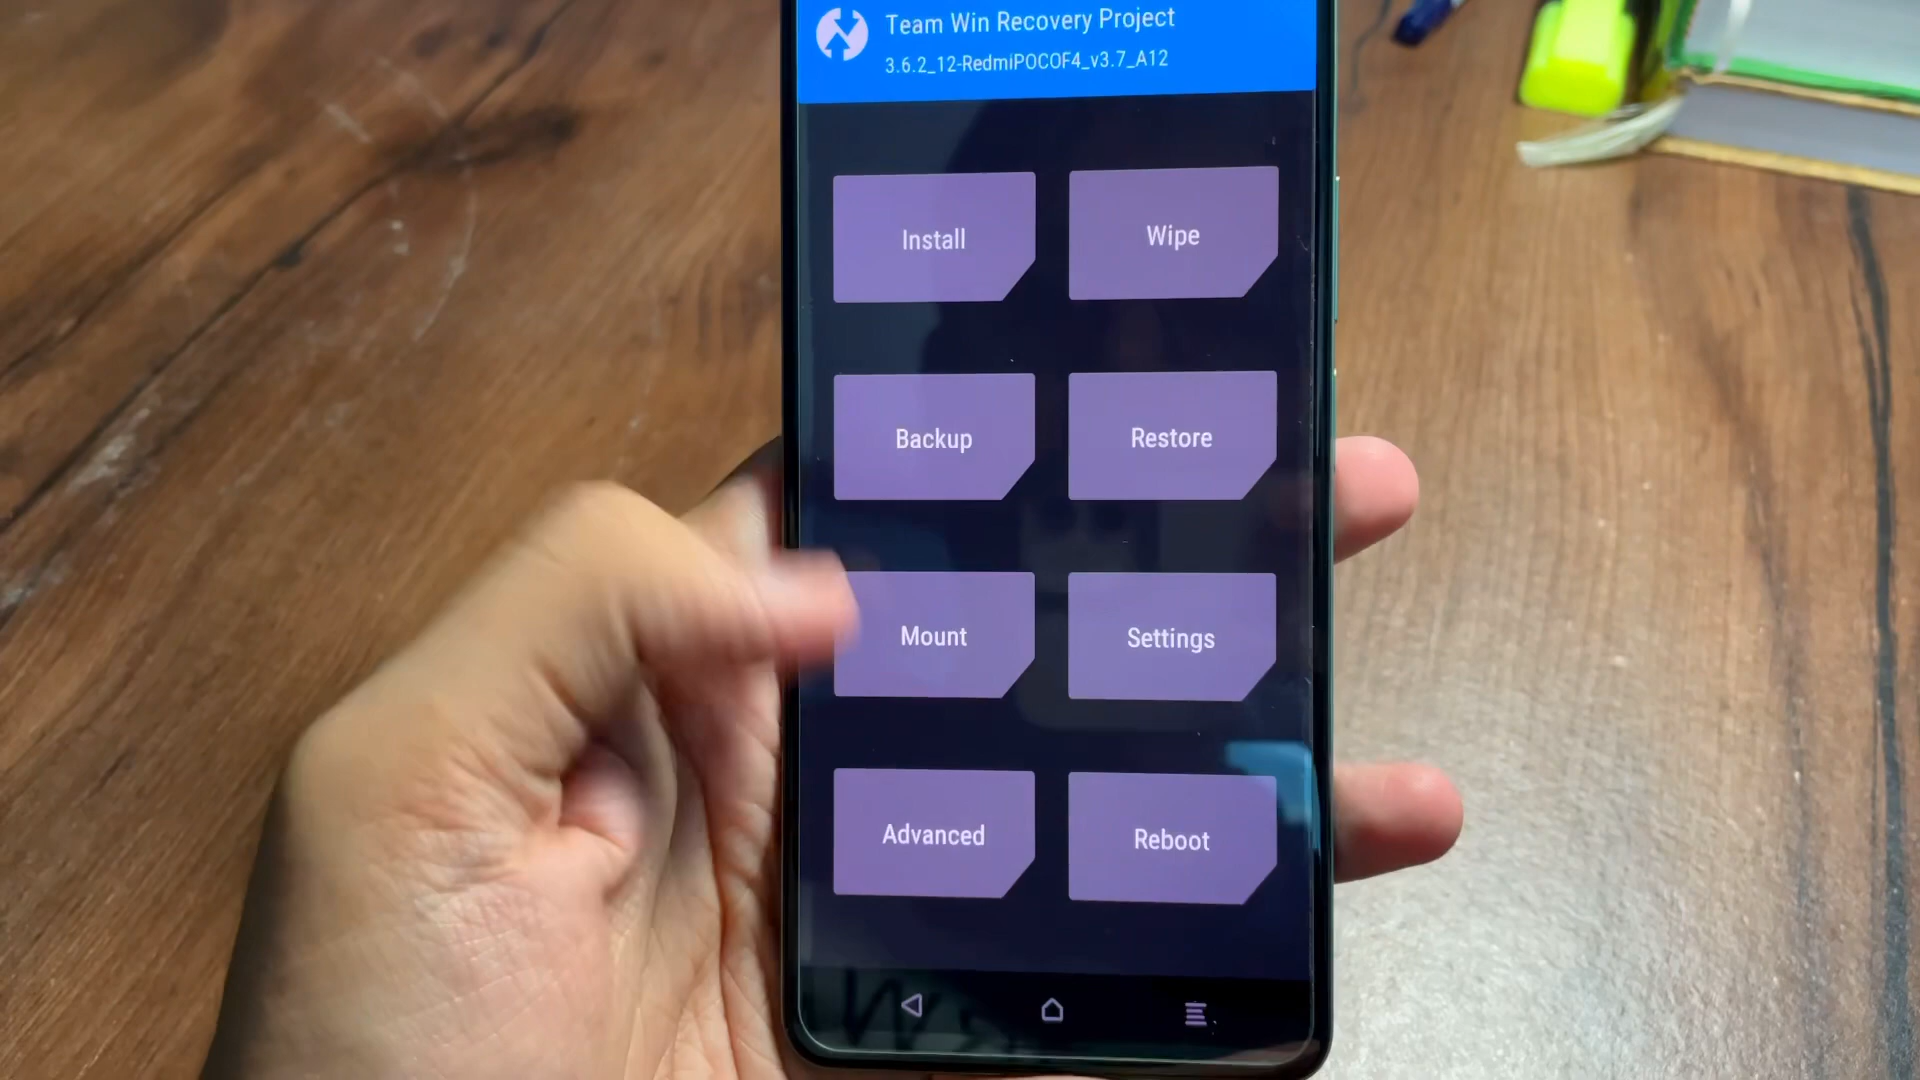 Team Win Recovery Project
3.6.2_12-RedmiPOCOF4_v3.7_A12
Install
Wipe
Backup
Restore
Mount
Settings
Advanced
Reboot